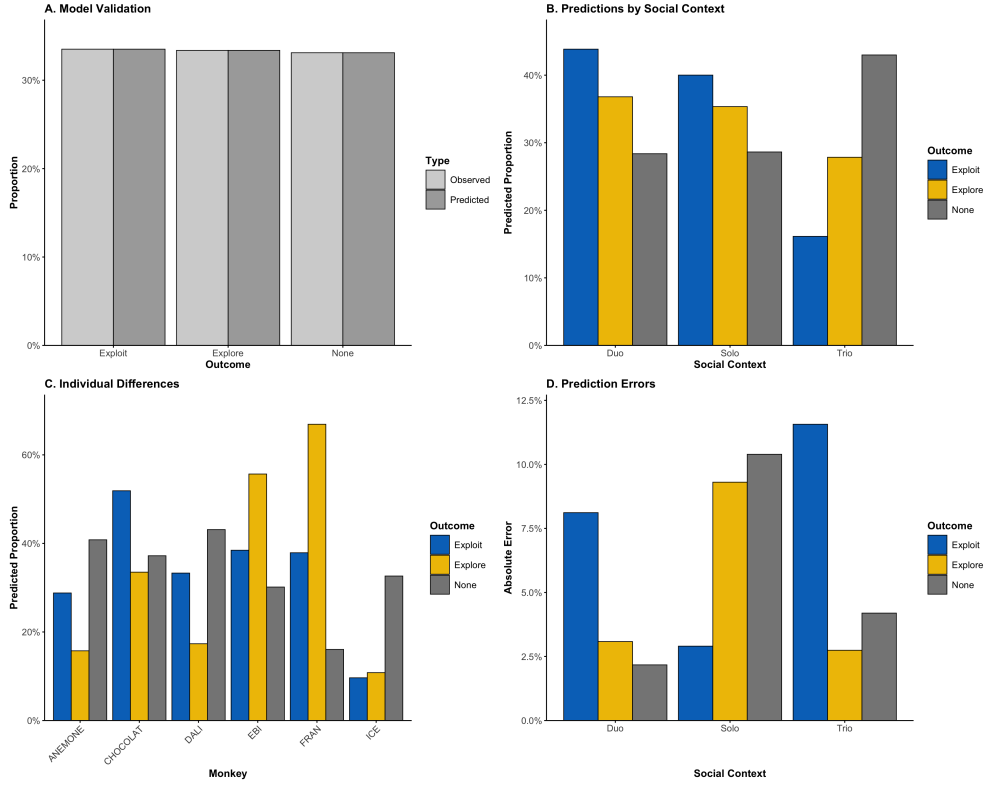 A. Model Validation
Proportion
30%
20%
10%
0%
Exploit
Explore
None
Outcome
Type
Observed
Predicted
B. Predictions by Social Context
Predicted Proportion
40%
30%
20%
10%
0%
Duo
Solo
Trio
Social Context
Outcome
Exploit
Explore
None
C. Individual Differences
Predicted Proportion
60%
40%
20%
0%
ANEMONE
CHOCOLAT
DALI
EBI
FRAN
ICE
Monkey
Outcome
Exploit
Explore
None
D. Prediction Errors
Absolute Error
12.5%
10.0%
7.5%
5.0%
2.5%
0.0%
Duo
Solo
Trio
Social Context
Outcome
Exploit
Explore
None